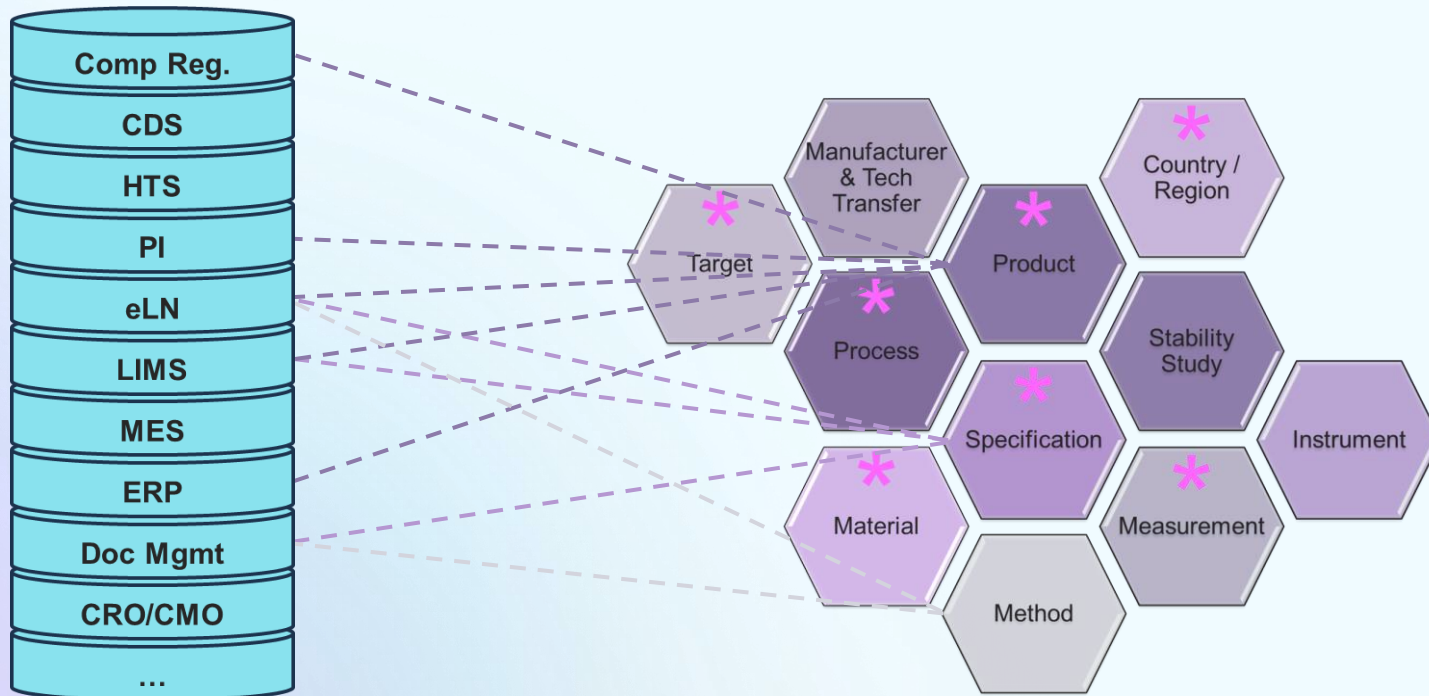 Comp Reg.
CDS
HTS
PI
eLN
LIMS
MES
ERP
Doc Mgmt
CRO/CMO
...
Manufacturer
& Tech
Transfer
*
Country /
Region
*
Target
*
Product
*
Process
Stability
Study
*
Specification
Instrument
*
Material
*
Measurement
Method